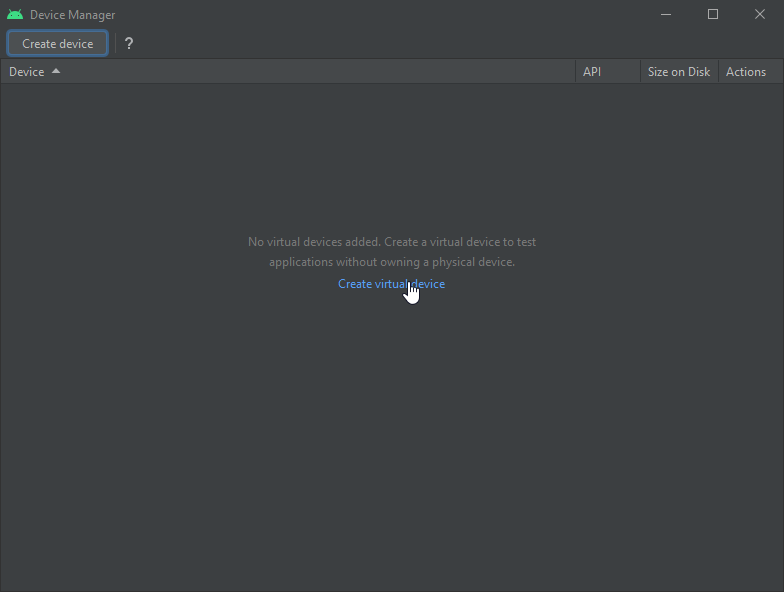 Device Manager
Create device
?
Device
API
Size on Disk
Actions
No virtual devices added. Create a virtual device to test
applications without owning a physical device.
Create virtual device